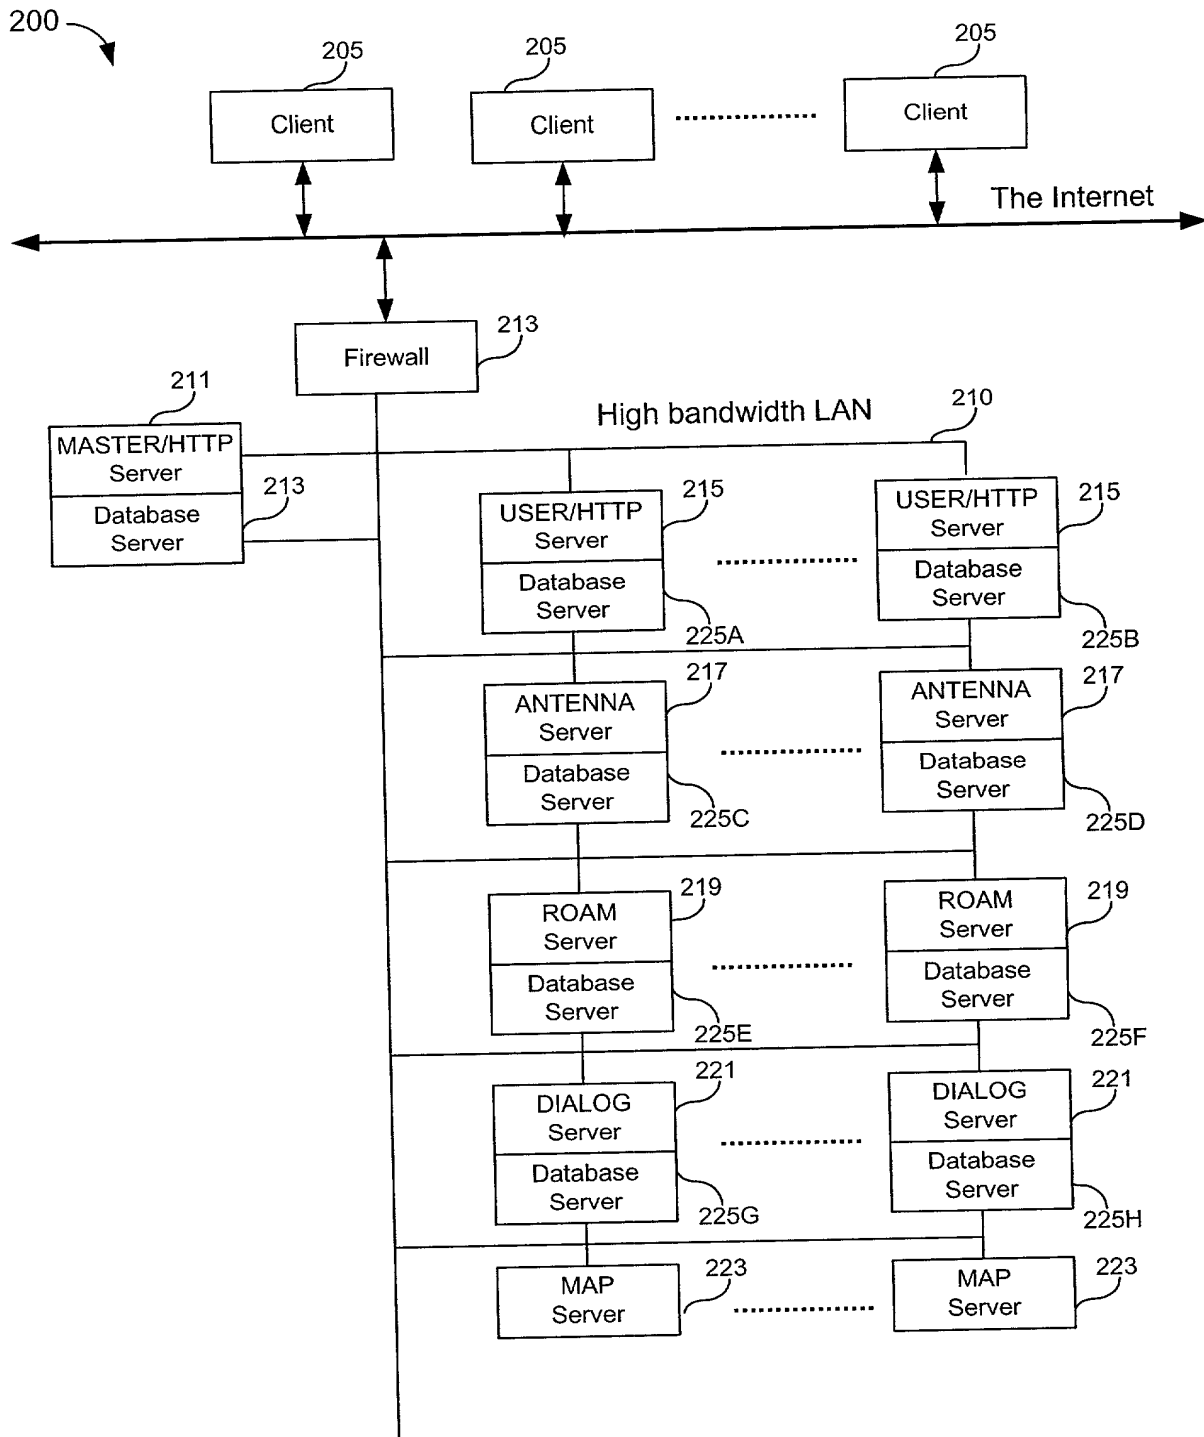 200
205
205
205
Client
Client
Client
The Internet
Firewall
213
211
High bandwidth LAN
210
MASTER/HTTP
Server
213
Database
Server
USER/HTTP
Server
215
Database
Server
225A
USER/HTTP
Server
215
Database
Server
225B
ANTENNA
Server
217
Database
Server
225C
ANTENNA
Server
217
Database
Server
225D
ROAM
Server
219
Database
Server
225E
ROAM
Server
219
Database
Server
225F
DIALOG
Server
221
Database
Server
225G
DIALOG
Server
221
Database
Server
225H
MAP
Server
223
MAP
Server
223